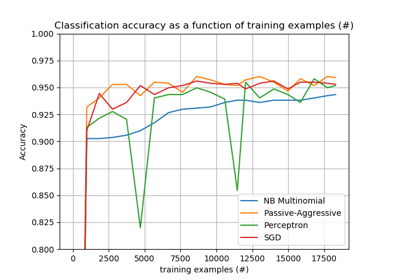 Classification accuracy as a function of training examples (#)
1.000
0.975
0.950
0.925
0.900
0.875
0.850
0.825
0.800
Accuracy
NB Multinomial
Passive-Aggressive
Perceptron
SGD
0 2500 5000 7500 10000 12500 15000 17500
training examples (#)